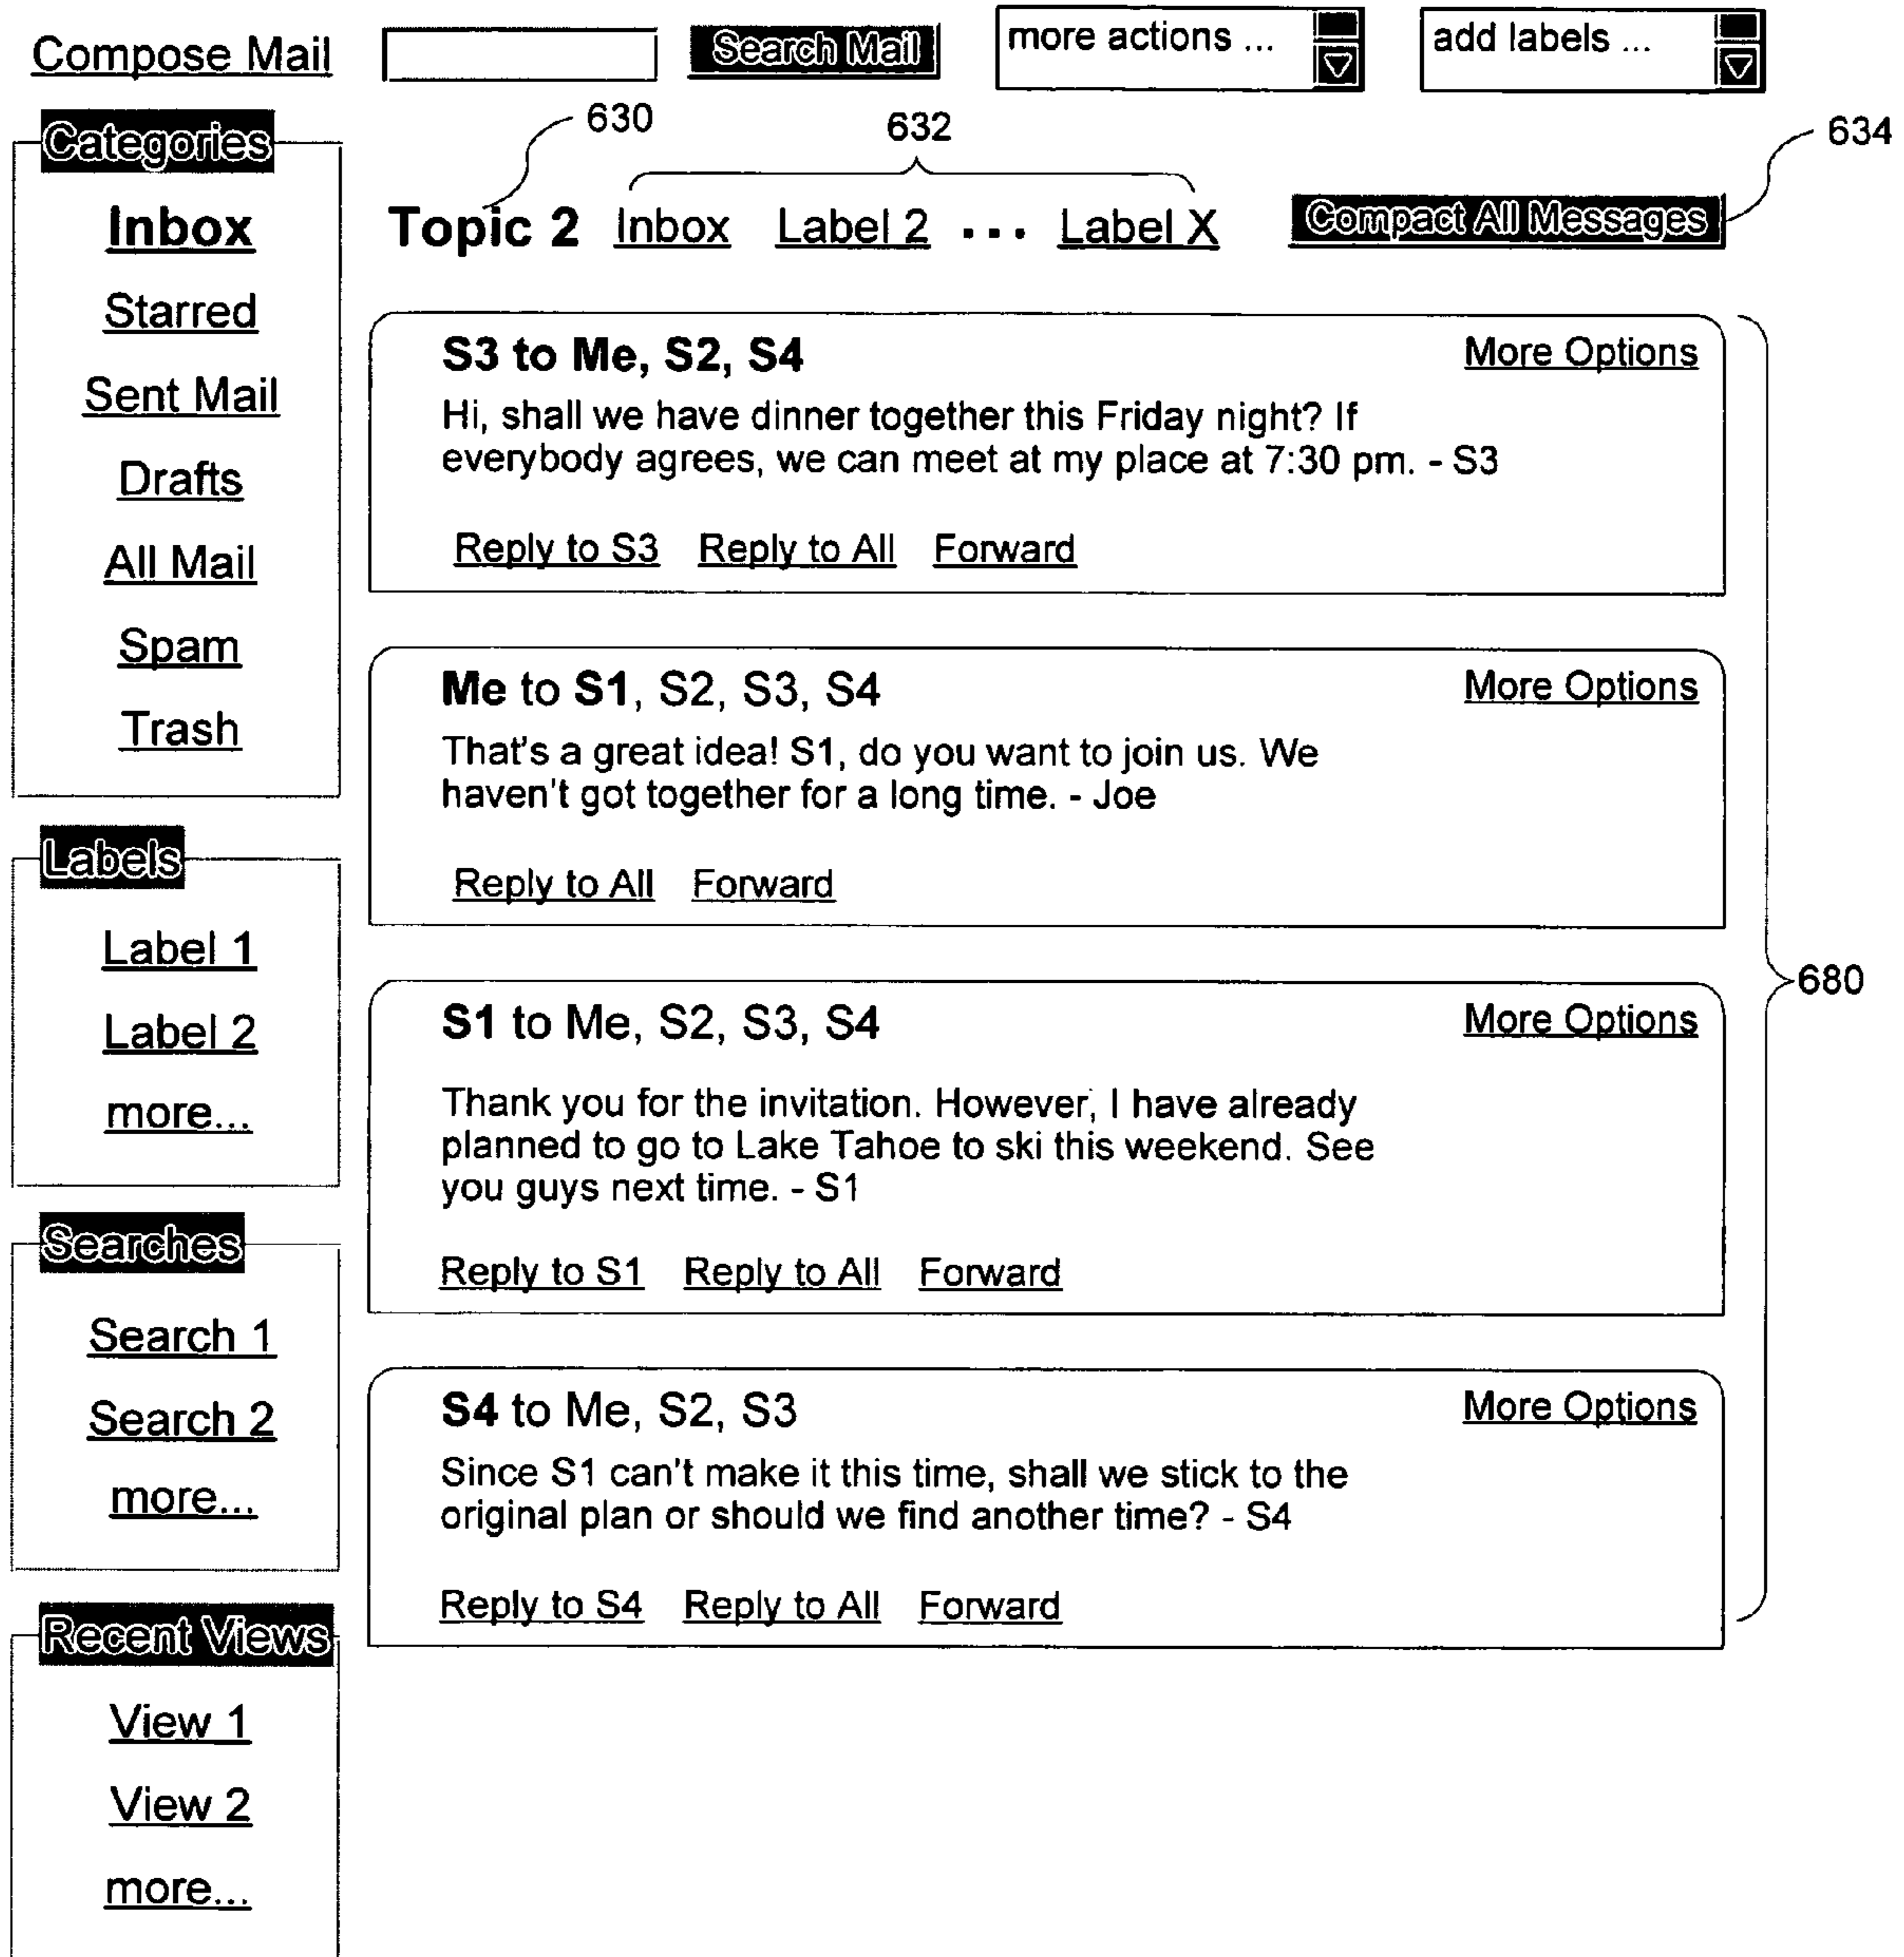 Compose Mail Search Mail more actions ... add labels ...
630 632 634
Categories
Inbox
Starred
Sent Mail
Drafts
All Mail
Spam
Trash
Labels
Label 1
Label 2
more...
Searches
Search 1
Search 2
more...
Recent Views
View 1
View 2
more...
Topic 2 Inbox Label 2 ... Label X Compact All Messages
S3 to Me, S2, S4 More Options
Hi, shall we have dinner together this Friday night? If
everybody agrees, we can meet at my place at 7:30 pm. - S3
Reply to S3 Reply to All Forward
Me to S1, S2, S3, S4 More Options
That's a great idea! S1, do you want to join us. We
haven't got together for a long time. - Joe
Reply to All Forward
S1 to Me, S2, S3, S4 More Options
Thank you for the invitation. However, I have already
planned to go to Lake Tahoe to ski this weekend. See
you guys next time. - S1
Reply to S1 Reply to All Forward
S4 to Me, S2, S3 More Options
Since S1 can't make it this time, shall we stick to the
original plan or should we find another time? - S4
Reply to S4 Reply to All Forward
680